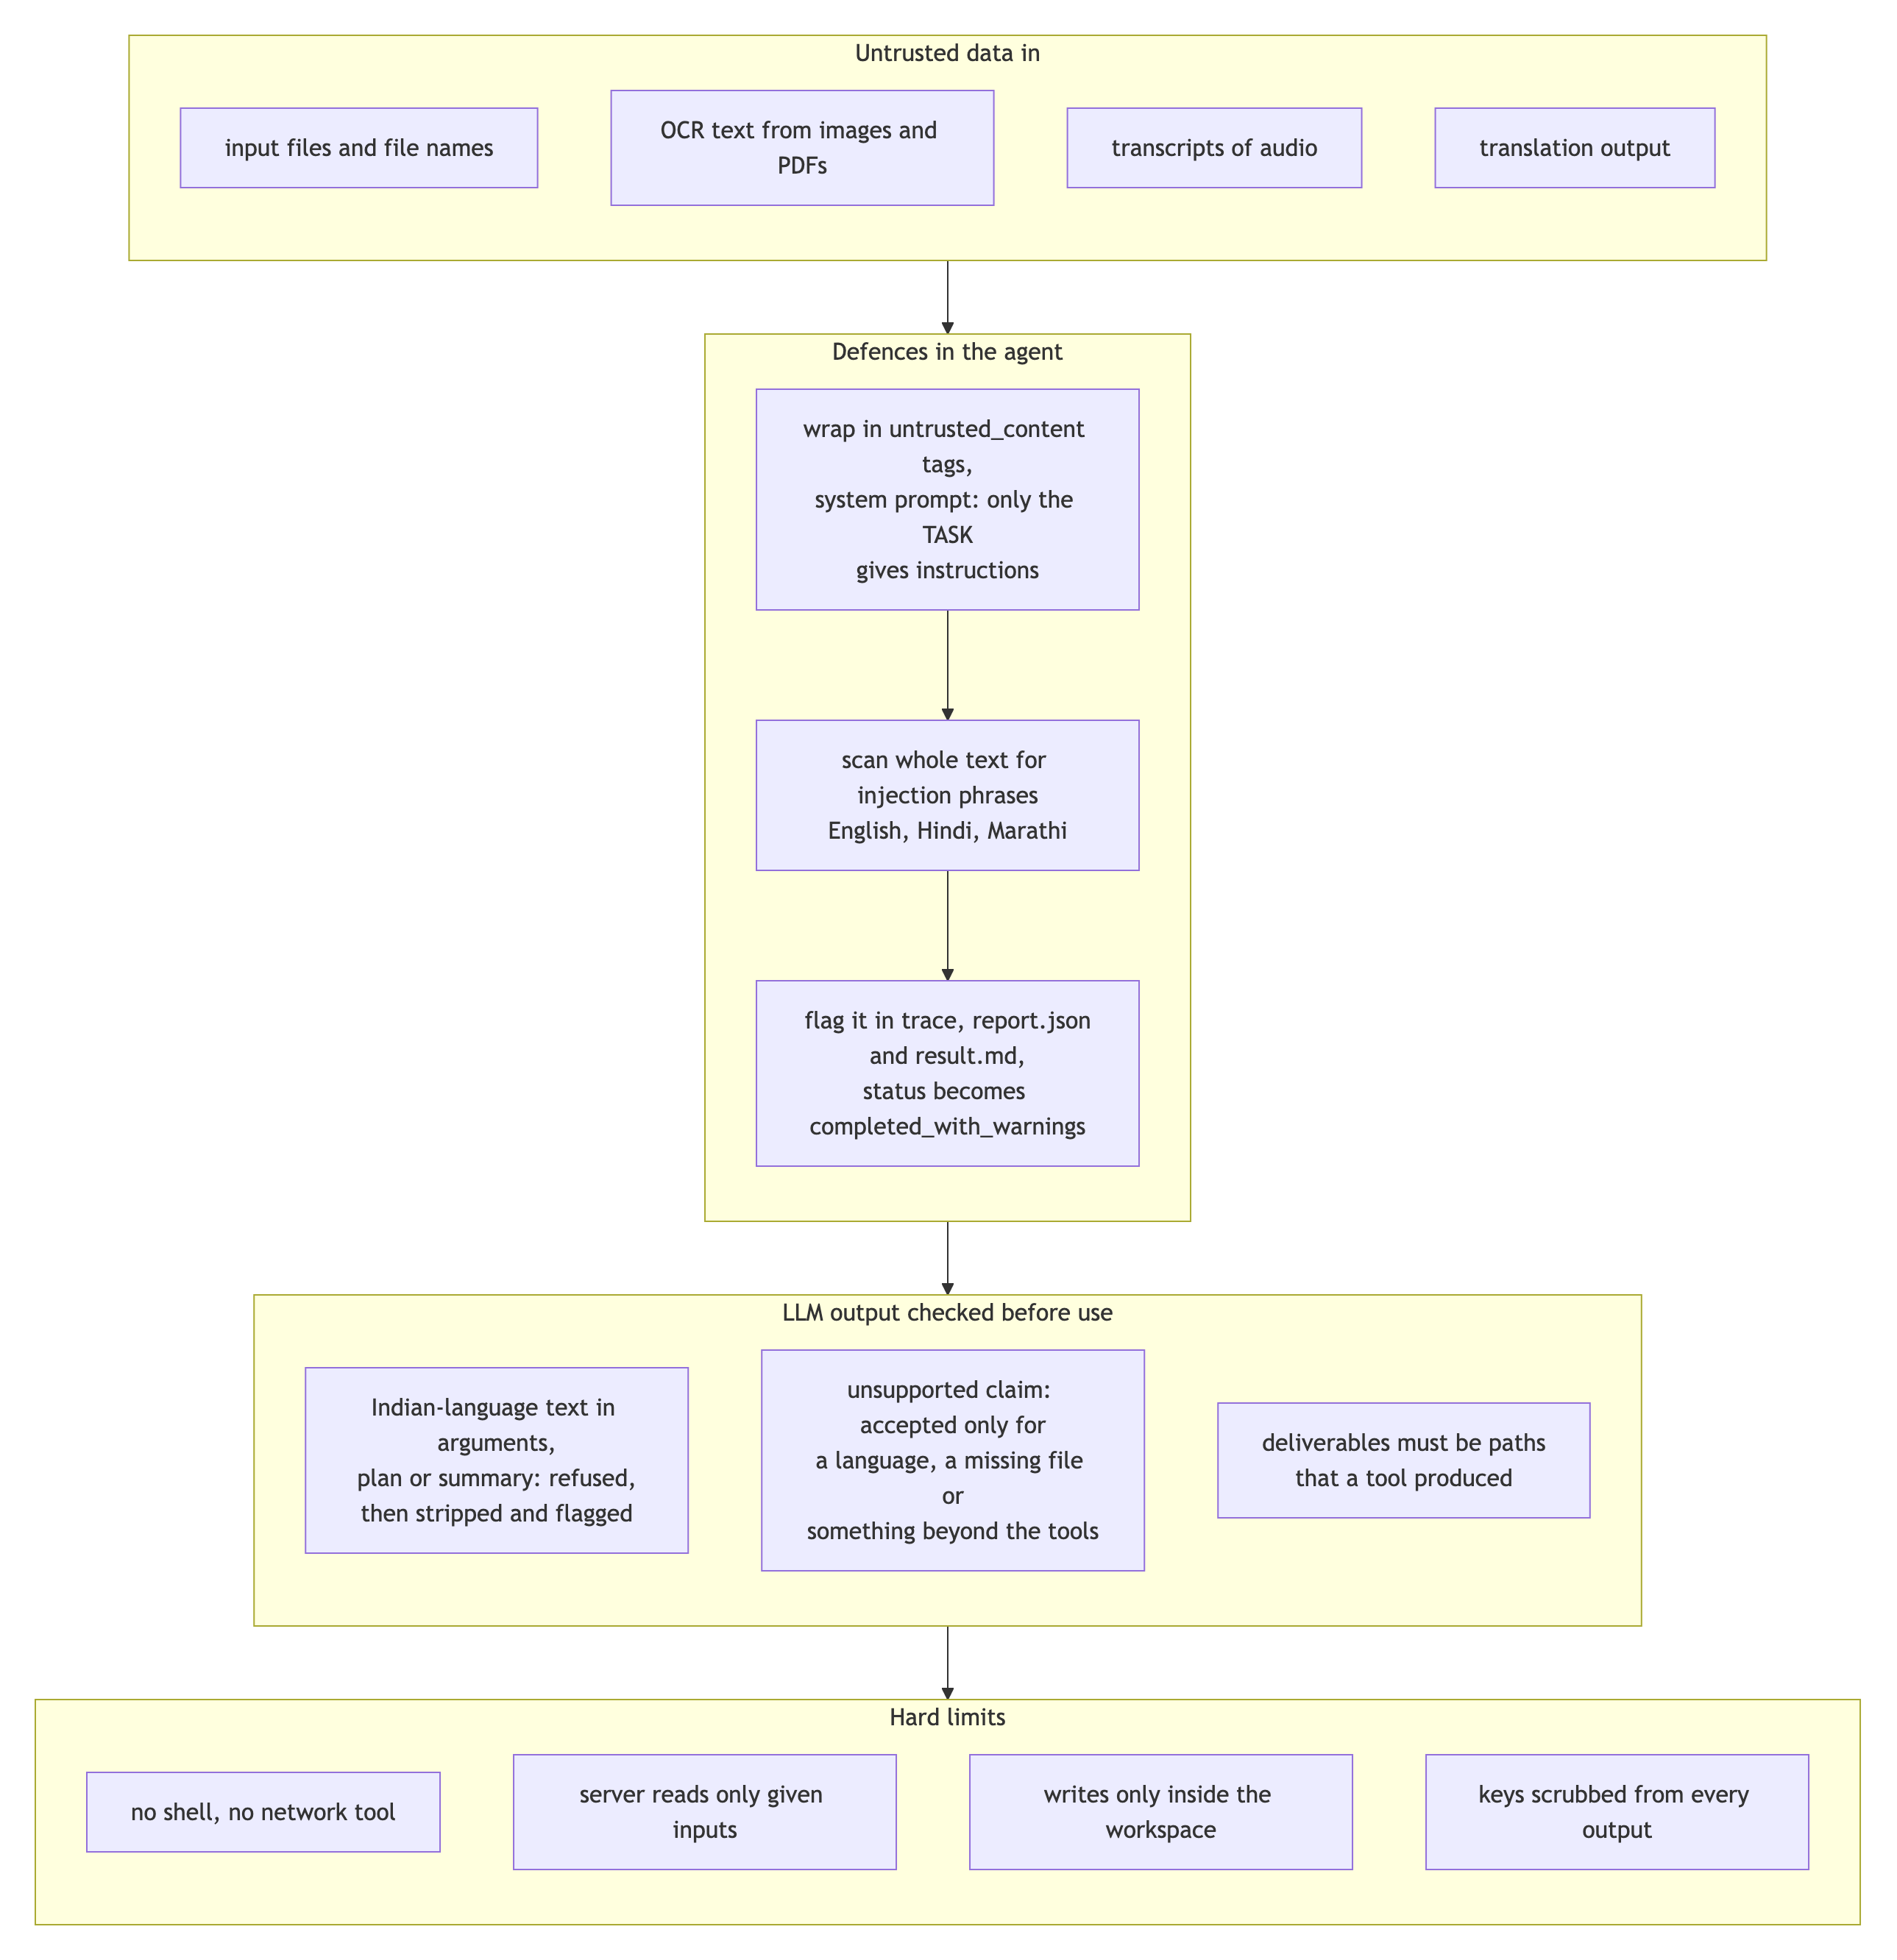 Untrusted data in
input files and file names
OCR text from images and
PDFs
transcripts of audio
translation output
Defences in the agent
wrap in untrusted_content
tags,
system prompt: only the
TASK
gives instructions
scan whole text for
injection phrases
English, Hindi, Marathi
flag it in trace, report.json
and result.md,
status becomes
completed_with_warnings
LLM output checked before use
Indian-language text in
arguments,
plan or summary: refused,
then stripped and flagged
unsupported claim:
accepted only for
a language, a missing file
or
something beyond the tools
deliverables must be paths
that a tool produced
Hard limits
no shell, no network tool
server reads only given
inputs
writes only inside the
workspace
keys scrubbed from every
output